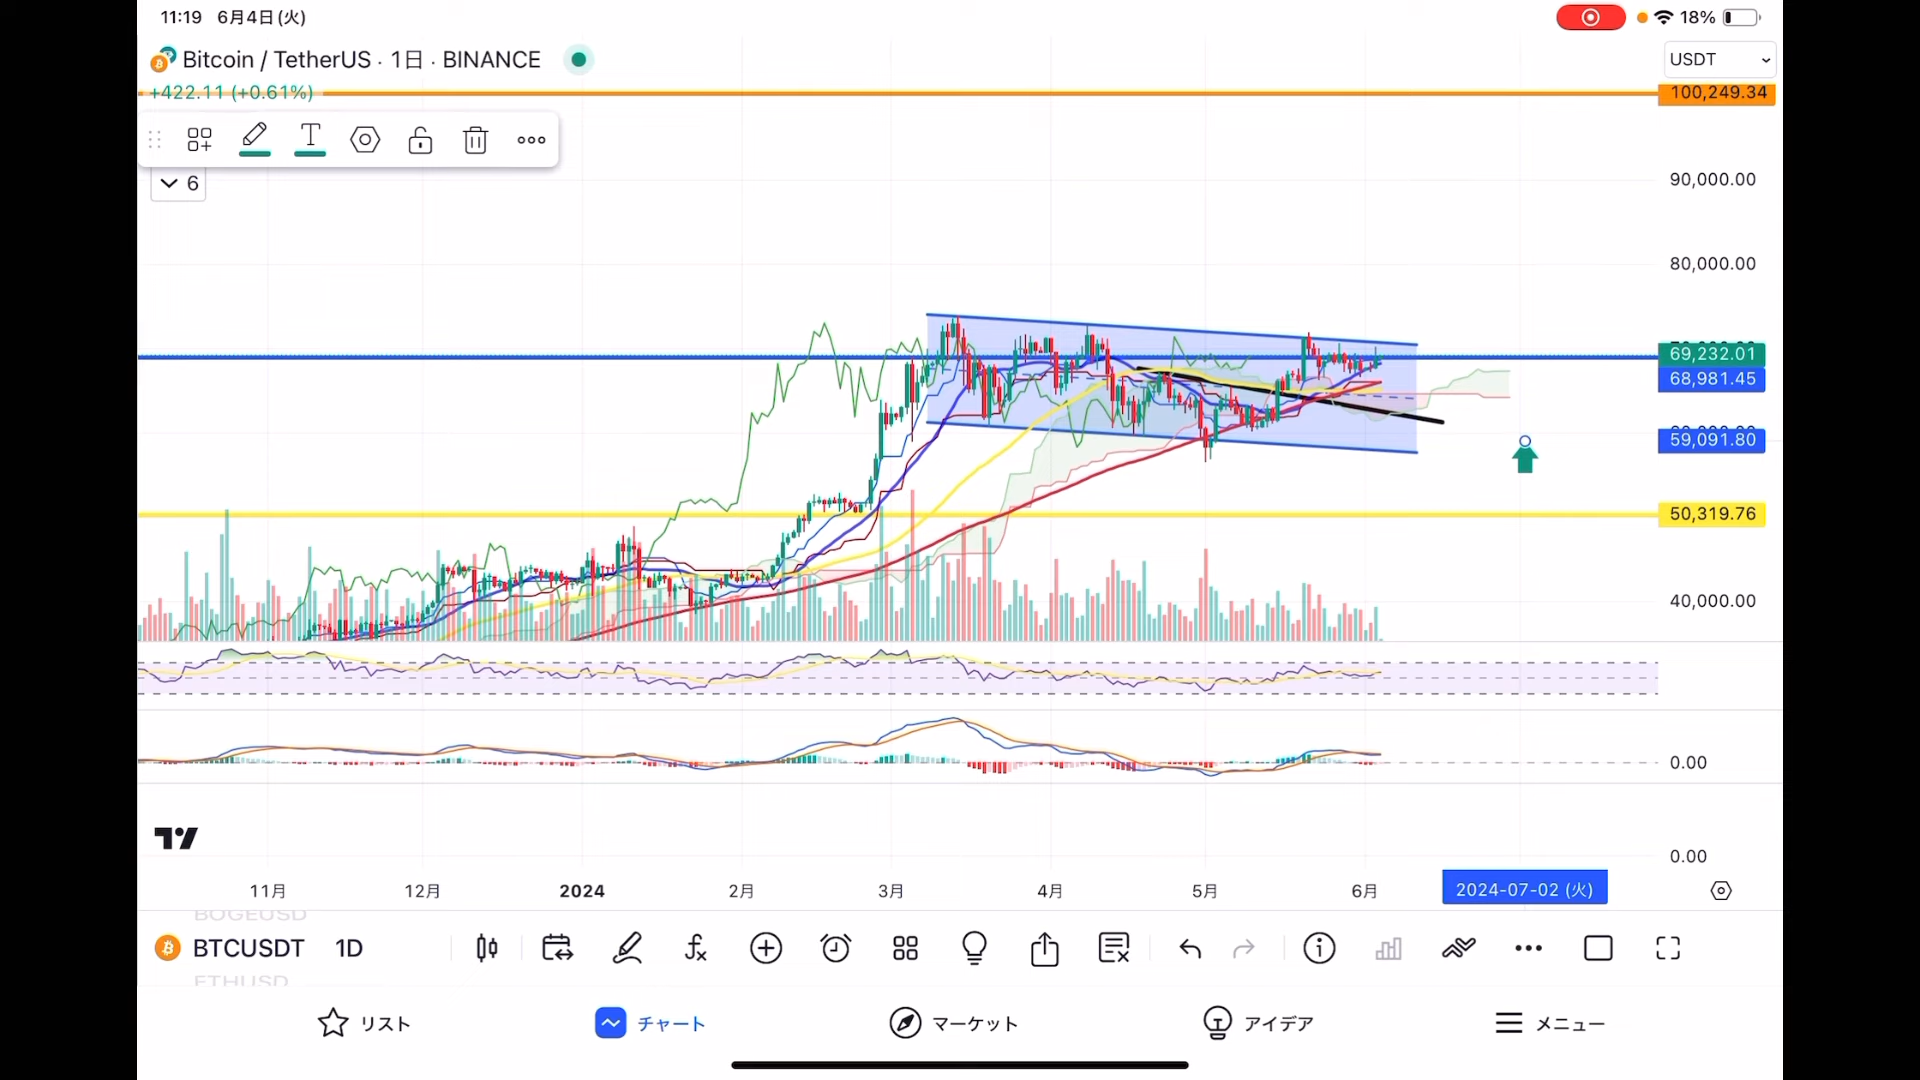 11:19 6月4日(火)
18%
Bitcoin / TetherUS · 1日 · BINANCE
USDT
+422.11 (+0.61%)
100,249.34
T
6
90,000.00
80,000.00
69,232.01
68,981.45
59,091.80
50,319.76
40,000.00
0.00
0.00
11月 12月 2024 2月 3月 4月 5月 6月 2024-07-02 (火)
BOGEUSD
BTCUSDT 1D
ETHUSD
リスト チャート マーケット アイデア メニュー